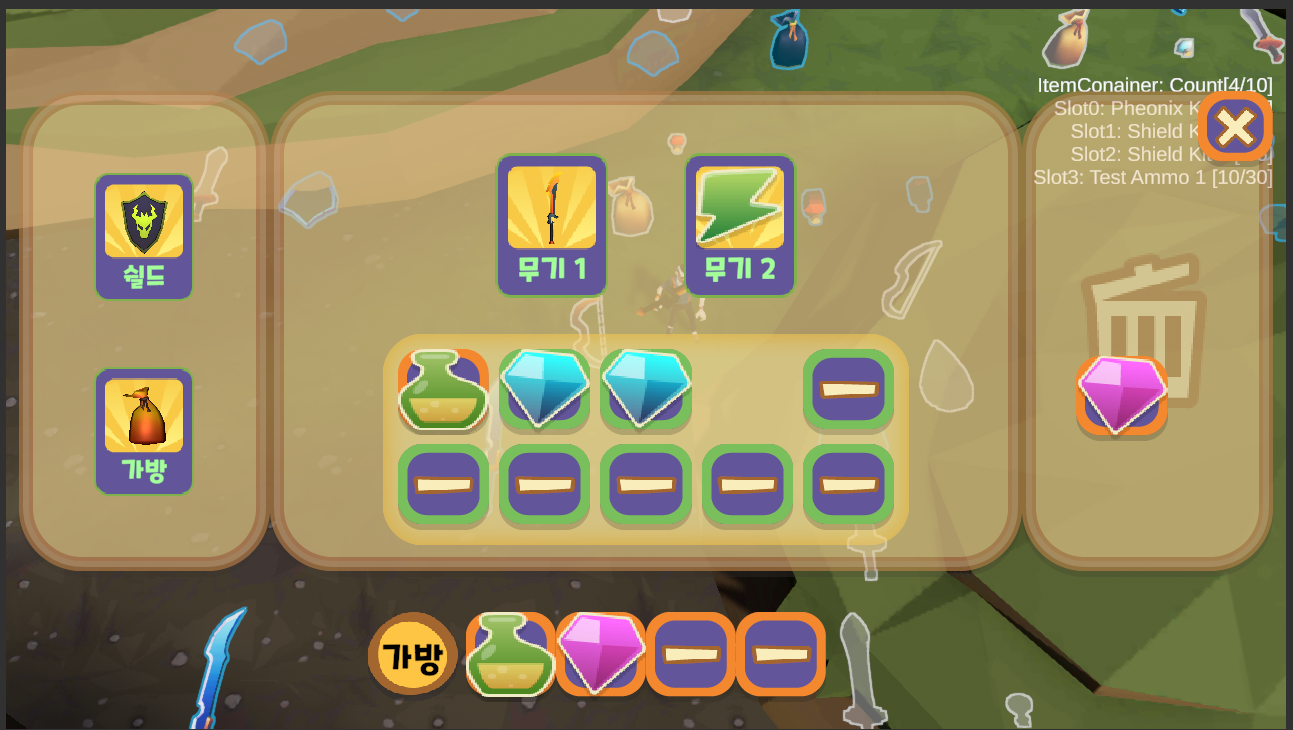 ItemConainer: Count[4/10]
Slot0: Pheonix
Slot1: Shield
Slot2: Shield
Slot3: Test Ammo 1 [10/30]
쉴드
무기 1
무기 2
가방
가방